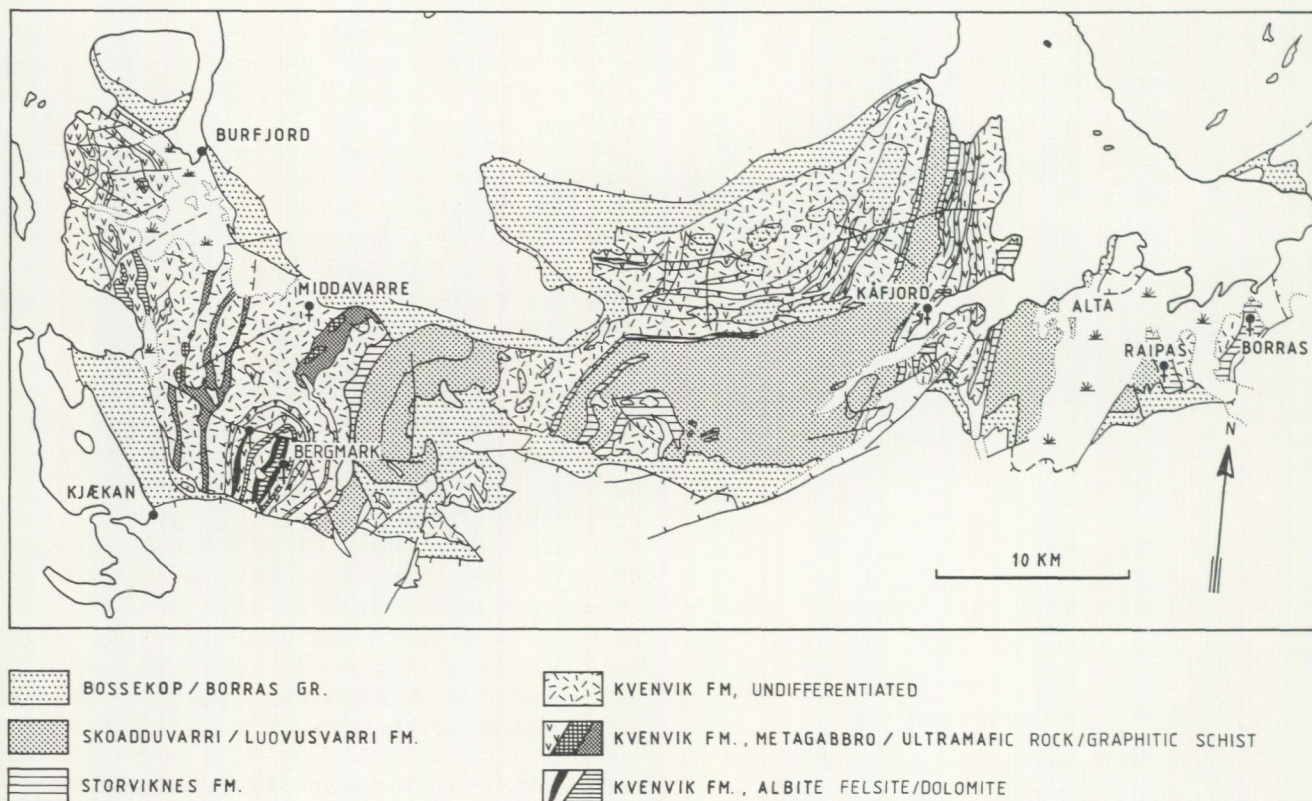 BURFJORD
MIDDAVARRE
KÅFJORD
ALTA
RAIPAS
BORRAS
BERGMARK
KJÆKAN
N
10 KM
BOSSEKOP / BORRAS GR.
SKOADDUVARRI / LUOVUSVARRI FM.
STORVIKNES FM.
KVENVIK FM, UNDIFFERENTIATED
KVENVIK FM., METAGABBRO / ULTRAMAFIC ROCK/GRAPHITIC SCHIST
KVENVIK FM., ALBITE FELSITE/DOLOMITE